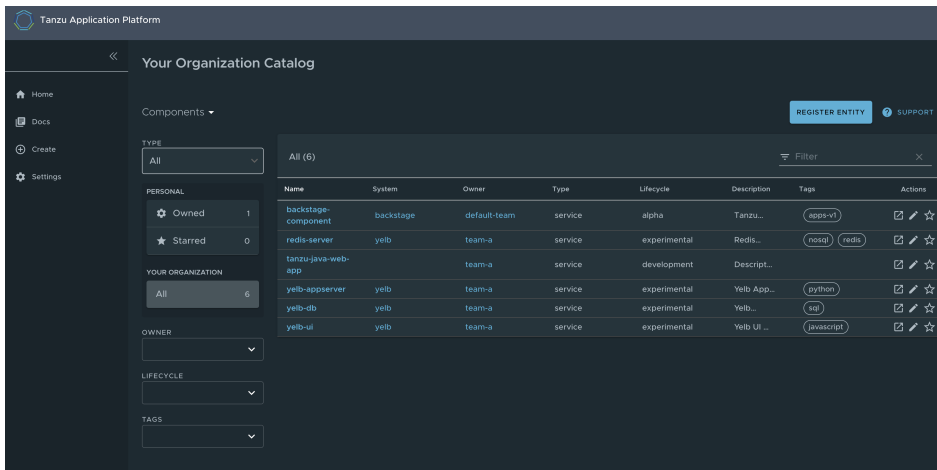 Tanzu Application Platform
Home
Docs
Create
Settings
Your Organization Catalog
Components
REGISTER ENTITY
SUPPORT
TYPE
All
PERSONAL
Owned 1
Starred 0
YOUR ORGANIZATION
All 6
OWNER
LIFECYCLE
TAGS
All (6)
Filter
Name System Owner Type Lifecycle Description Tags Actions
backstage-component backstage default-team service alpha Tanzu... apps-v1
redis-server yelb team-a service experimental Redis... nosql redis
tanzu-java-web-app team-a service development Descript...
yelb-appserver yelb team-a service experimental Yelb App... python
yelb-db yelb team-a service experimental Yelb... sql
yelb-ui yelb team-a service experimental Yelb UI ... javascript